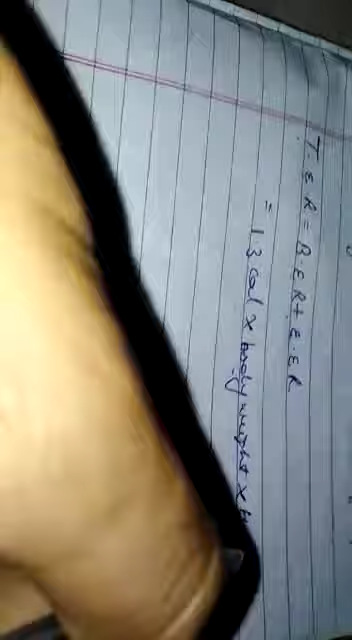 T E R = B.E R + E.E R
= 1.3 cal x body weight x